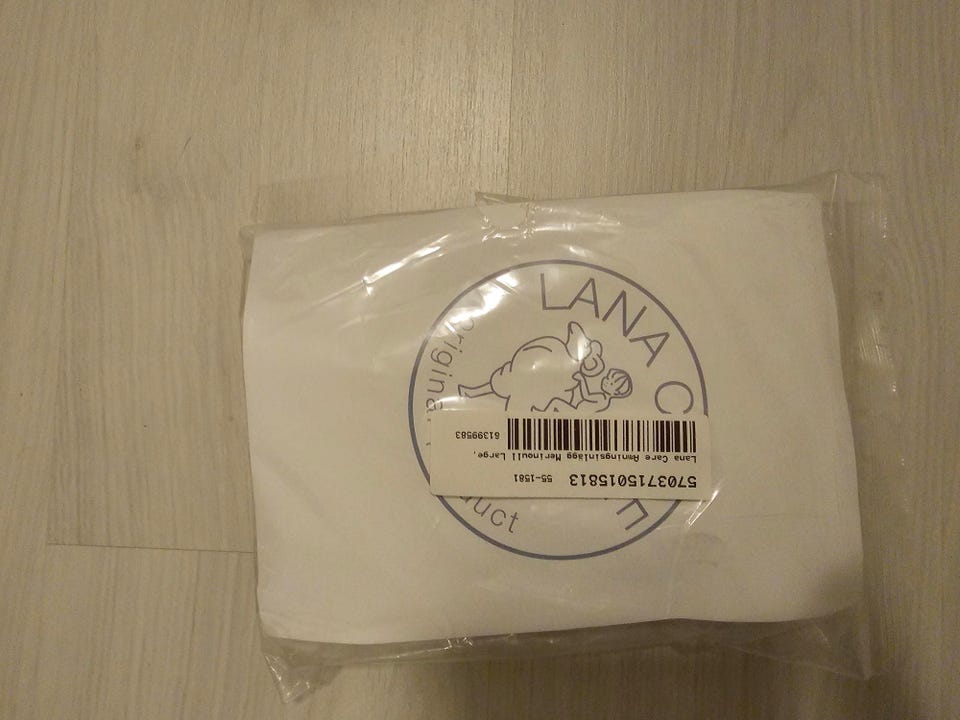 LANA C
Origina
uct
5703715015813 55-1581
Lana Care Amningsinlägg Merinoull Large,
61399583